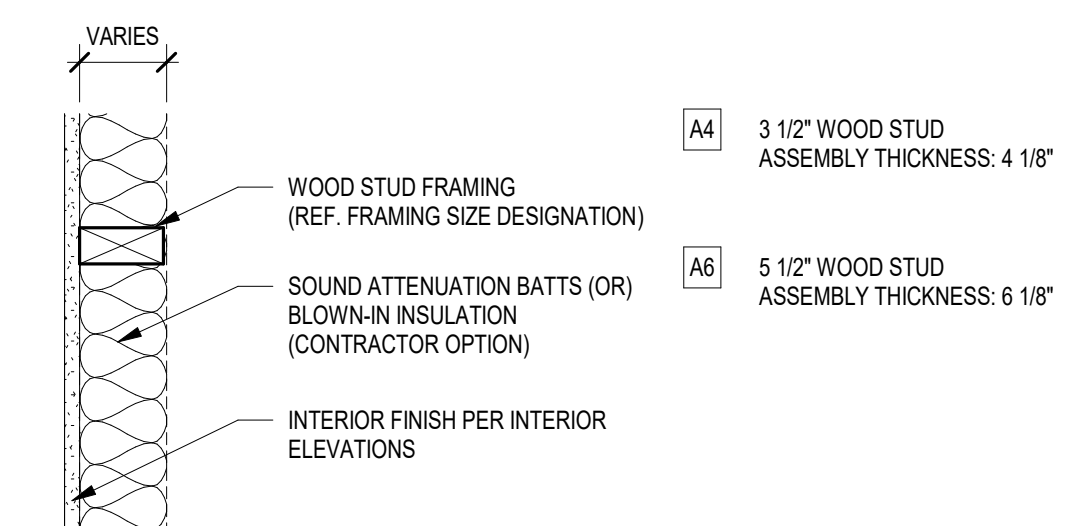 VARIES
WOOD STUD FRAMING
(REF. FRAMING SIZE DESIGNATION)
SOUND ATTENUATION BATTS (OR)
BLOWN-IN INSULATION
(CONTRACTOR OPTION)
INTERIOR FINISH PER INTERIOR
ELEVATIONS
A4 3 1/2" WOOD STUD
ASSEMBLY THICKNESS: 4 1/8"
A6 5 1/2" WOOD STUD
ASSEMBLY THICKNESS: 6 1/8"